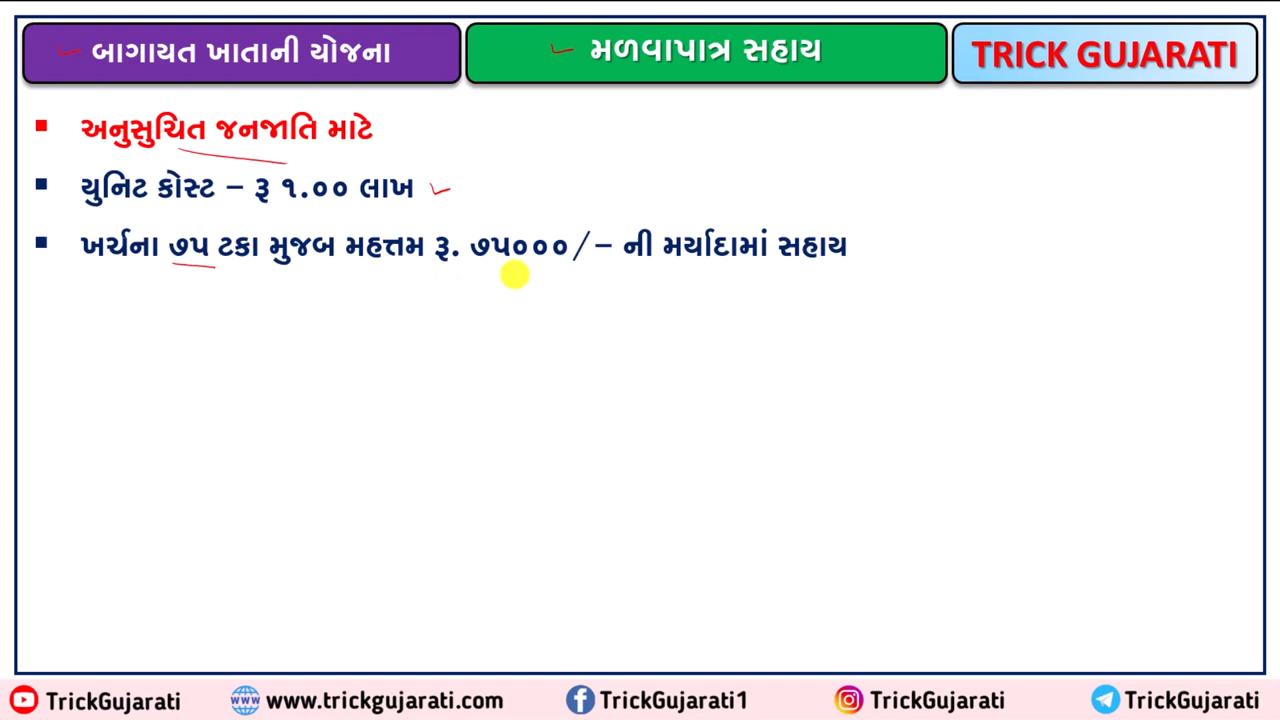 બાગાયત ખાતાની યોજના
મળવાપાત્ર સહાય
TRICK GUJARATI
અનુસુચિત જનજાતિ માટે
યુનિટ કોસ્ટ – રૂ ૧.૦૦ લાખ
ખર્ચના ૭૫ ટકા મુજબ મહત્તમ રૂ. ૭૫૦૦૦/– ની મર્યાદામાં સહાય
TrickGujarati
www.trickgujarati.com
TrickGujarati1
TrickGujarati
TrickGujarati